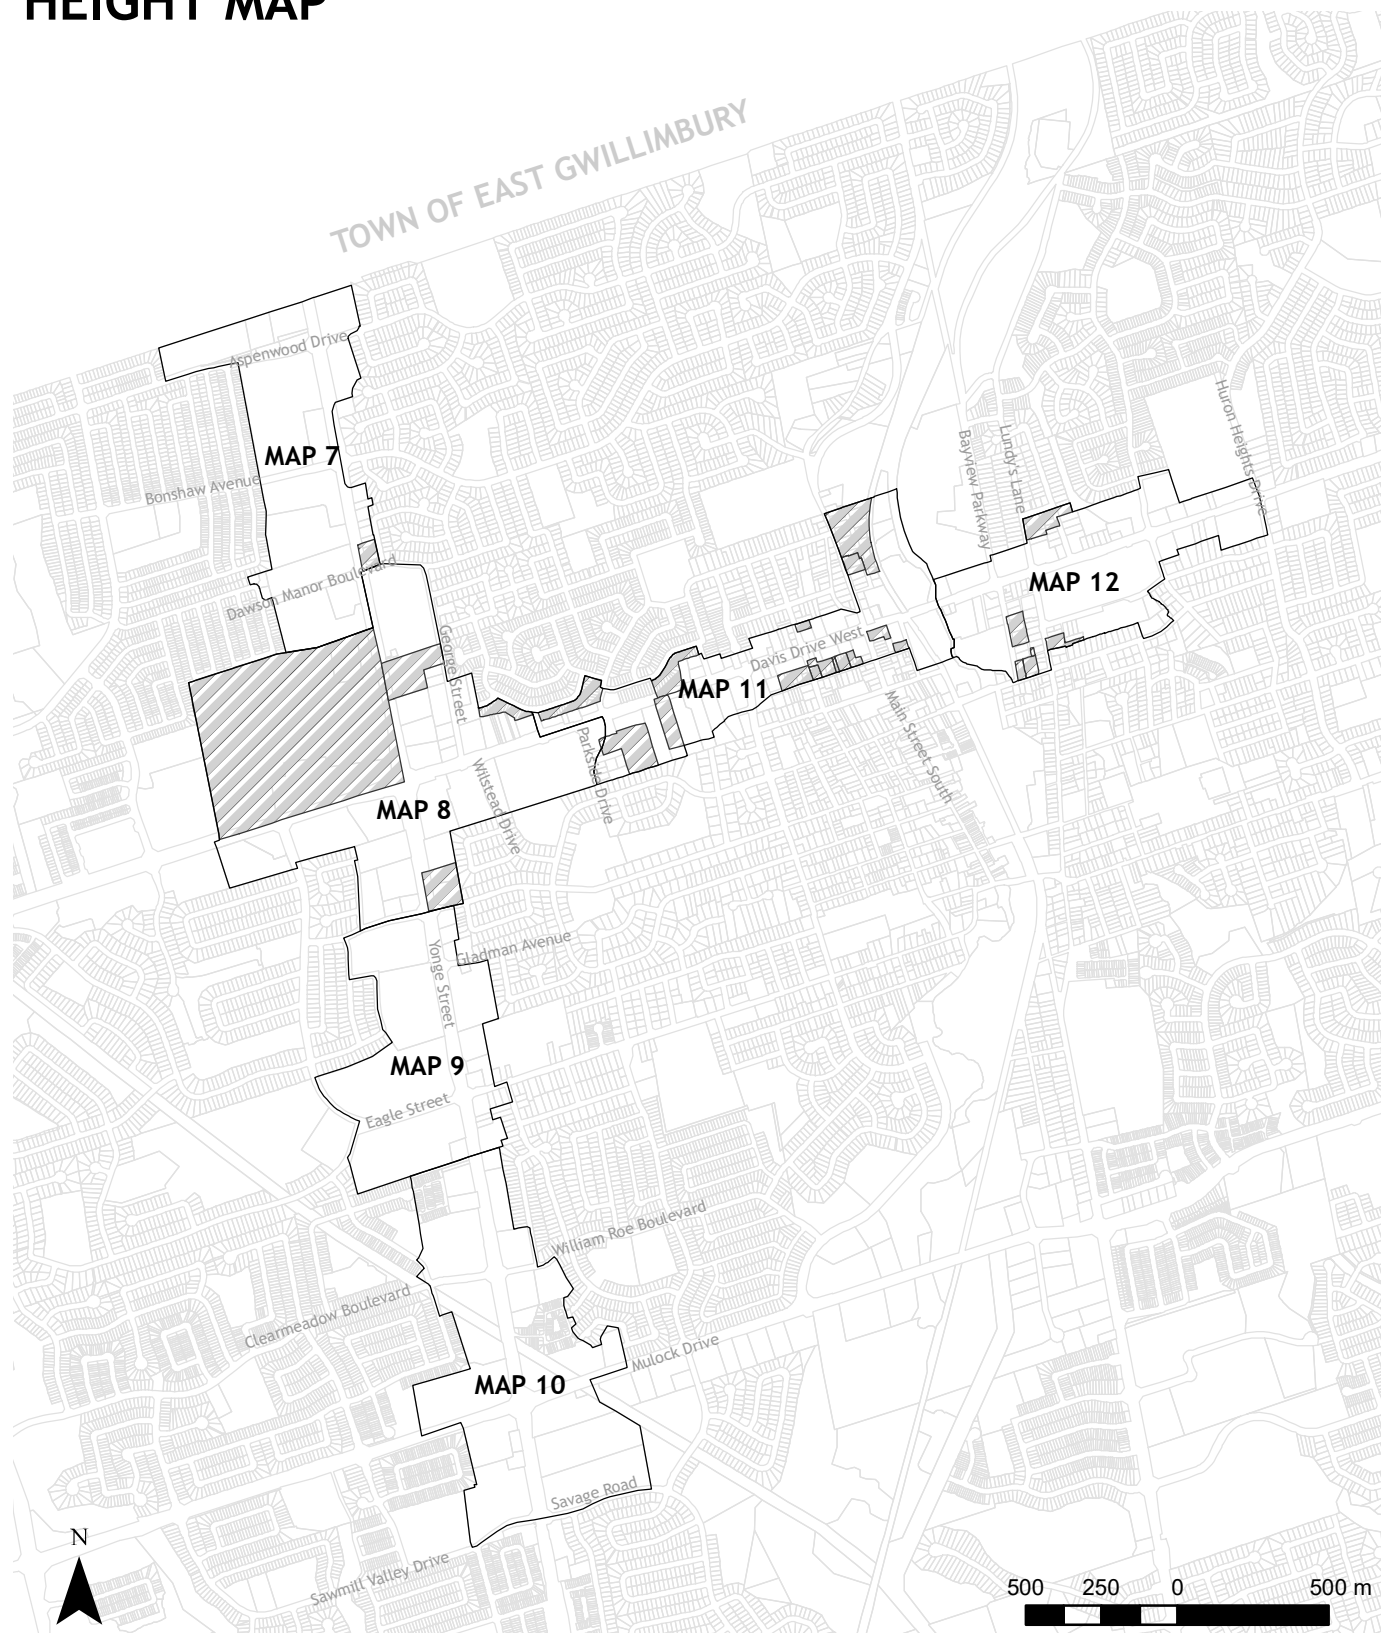 HEIGHT MAP
TOWN OF EAST GWILLIMBURY
Aspenwood Drive
MAP 7
Bonshaw Avenue
Huron Heights Drive
Lundy's Lane
Bayview Parkway
Dawson Manor Boulevard
MAP 12
George Street
Davis Drive West
MAP 11
Main Street South
Parkside Drive
Wilstead Drive
MAP 8
Gladman Avenue
Yonge Street
MAP 9
Eagle Street
William Roe Boulevard
Clearmeadow Boulevard
Mulock Drive
MAP 10
Savage Road
Sawmill Valley Drive
N
500 250 0 500 m